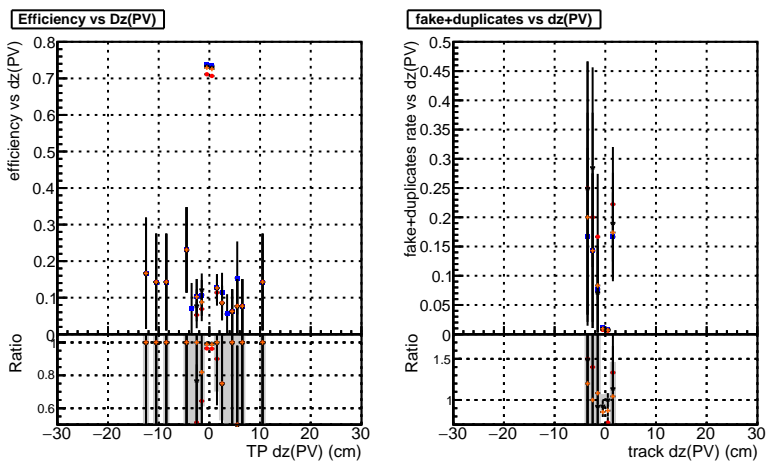 Efficiency vs Dz(PV)
efficiency vs dz(PV)
0.8
0.7
0.6
0.5
0.4
0.3
0.2
0.1
0
Ratio
1
0.8
0.6
−30 −20 −10 0 10 20 30
TP dz(PV) (cm)
fake+duplicates vs dz(PV)
fake+duplicates rate vs dz(PV)
0.5
0.45
0.4
0.35
0.3
0.25
0.2
0.15
0.1
0.05
0
Ratio
1.5
1
−30 −20 −10 0 10 20 30
track dz(PV) (cm)